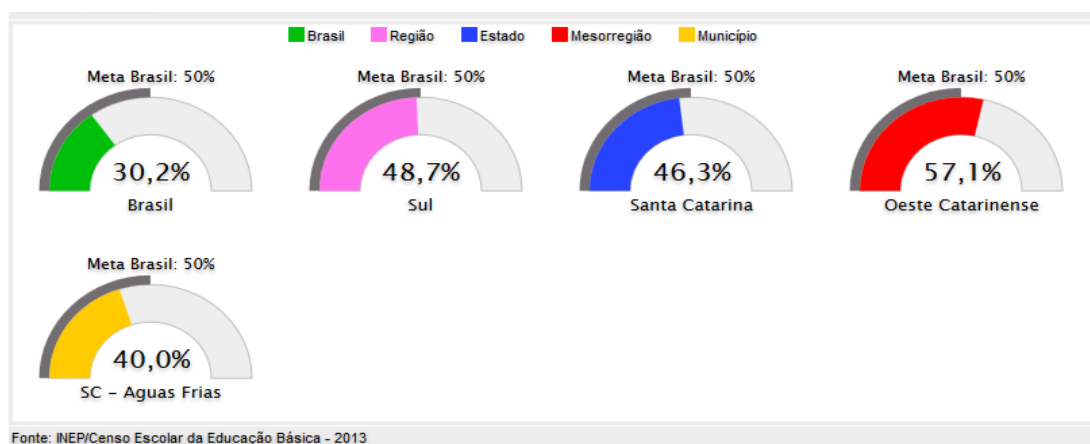 Brasil Região Estado Mesorregião Município
Meta Brasil: 50% Meta Brasil: 50% Meta Brasil: 50% Meta Brasil: 50%
30,2% 48,7% 46,3% 57,1%
Brasil Sul Santa Catarina Oeste Catarinense
Meta Brasil: 50%
40,0%
SC - Aguas Frias
Fonte: INEP/Censo Escolar da Educação Básica - 2013